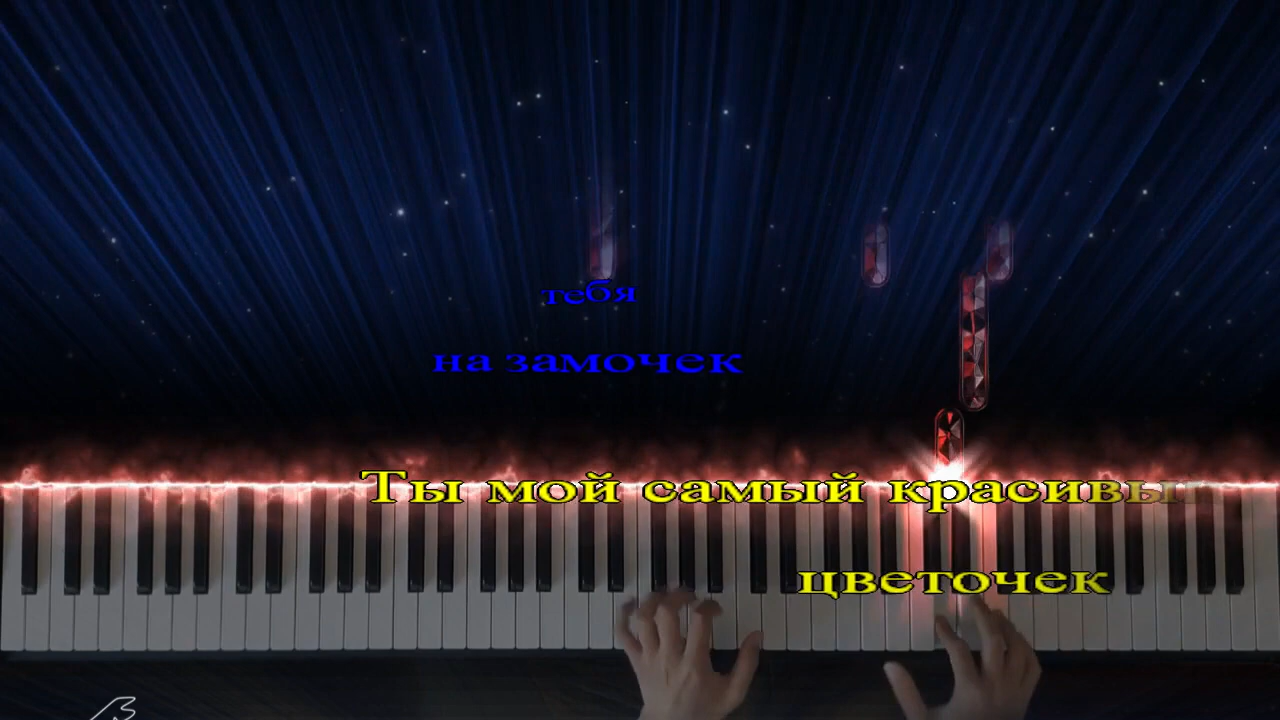 тебя
на замочек
Ты мой самый красивый
цветочек